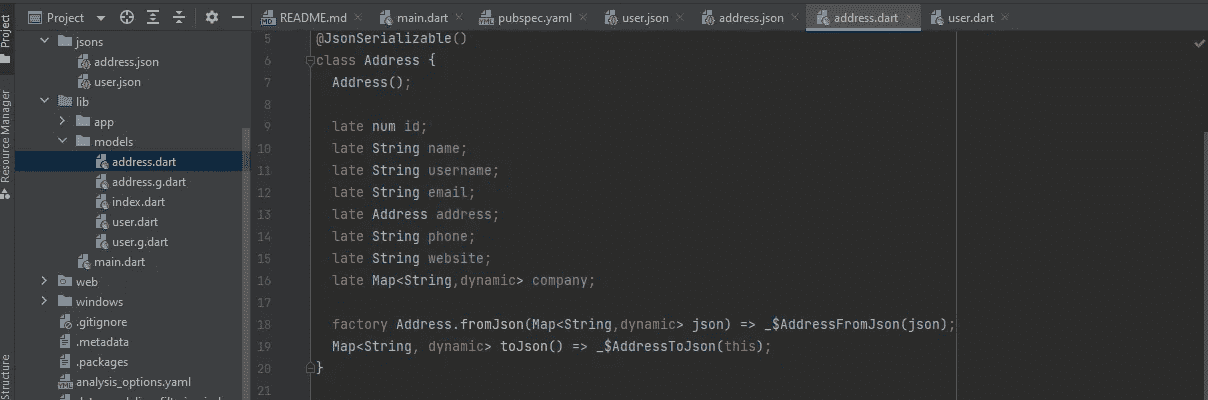 Project
README.md
main.dart
pubspec.yaml
user.json
address.json
address.dart
user.dart
Project
Resource Manager
Structure
jsons
address.json
user.json
lib
app
models
address.dart
address.g.dart
index.dart
user.dart
user.g.dart
main.dart
web
windows
.gitignore
.metadata
.packages
analysis_options.yaml
5 @JsonSerializable()
6 class Address {
7 Address();
8
9 late num id;
10 late String name;
11 late String username;
12 late String email;
13 late Address address;
14 late String phone;
15 late String website;
16 late Map<String,dynamic> company;
17
18 factory Address.fromJson(Map<String,dynamic> json) => _$AddressFromJson(json);
19 Map<String, dynamic> toJson() => _$AddressToJson(this);
20 }
21